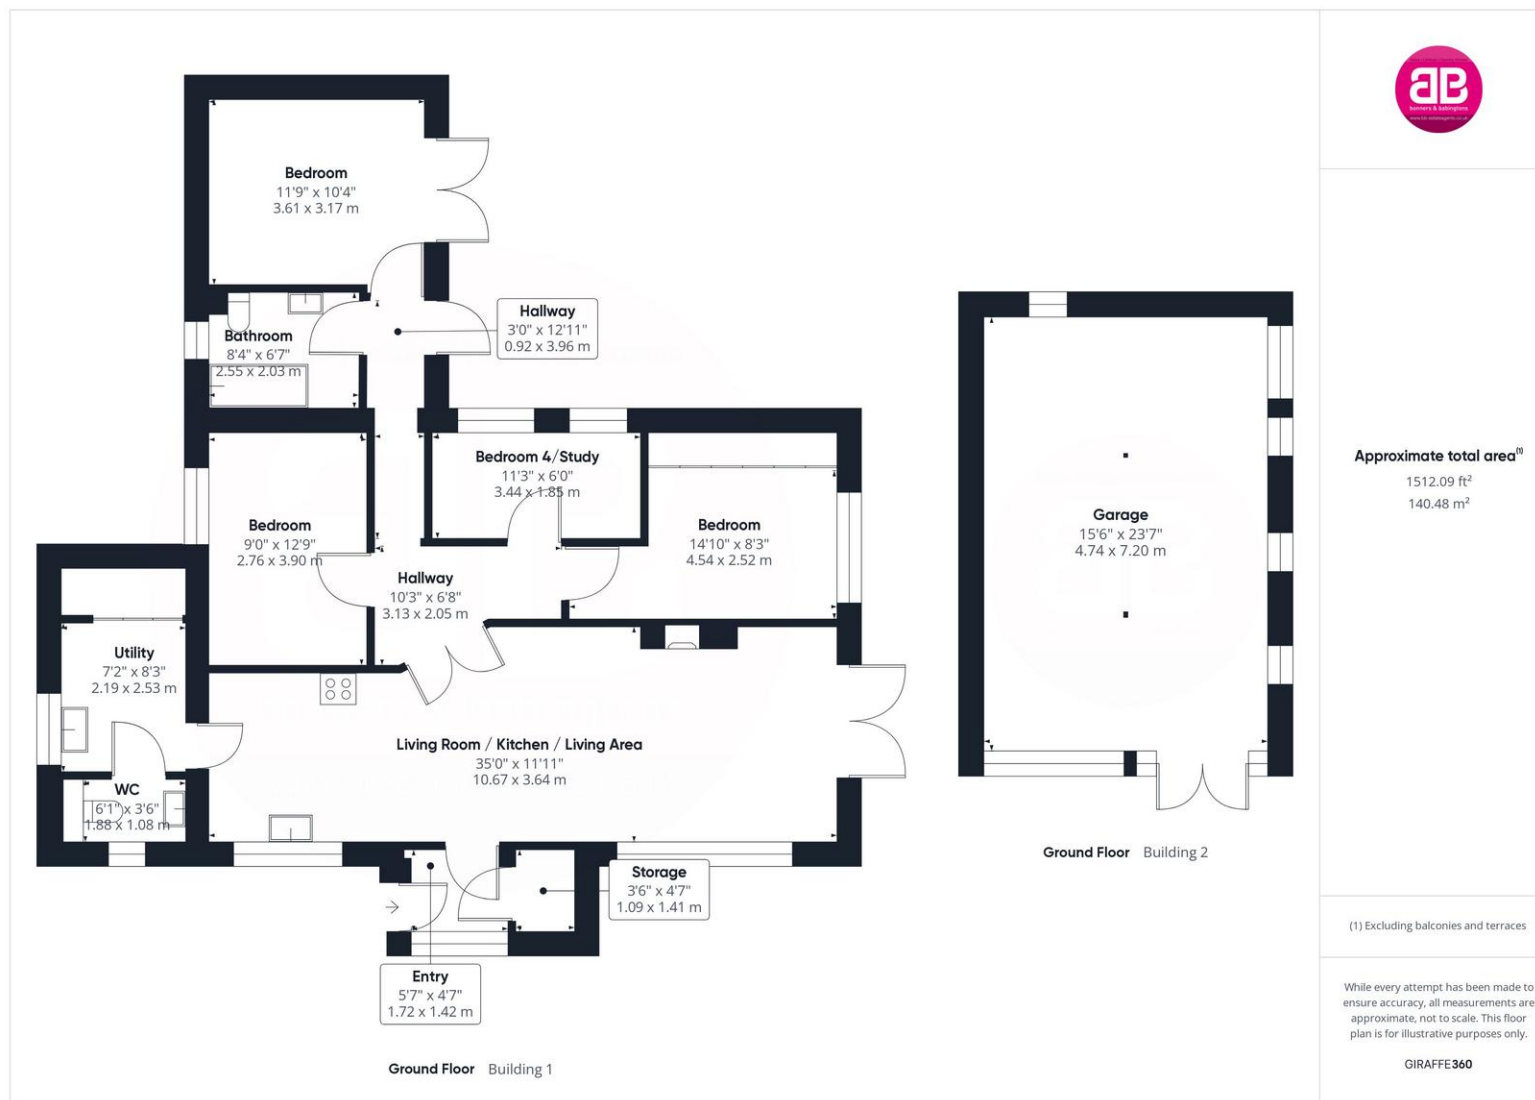 bonners & babingtons
Bedroom
11'9" x 10'4"
3.61 x 3.17 m
Hallway
3'0" x 12'11"
0.92 x 3.96 m
Bathroom
8'4" x 6'7"
2.55 x 2.03 m
Bedroom 4/Study
11'3" x 6'0"
3.44 x 1.85 m
Bedroom
9'0" x 12'9"
2.76 x 3.90 m
Bedroom
14'10" x 8'3"
4.54 x 2.52 m
Hallway
10'3" x 6'8"
3.13 x 2.05 m
Utility
7'2" x 8'3"
2.19 x 2.53 m
Living Room / Kitchen / Living Area
35'0" x 11'11"
10.67 x 3.64 m
WC
6'1" x 3'6"
1.88 x 1.08 m
Storage
3'6" x 4'7"
1.09 x 1.41 m
Entry
5'7" x 4'7"
1.72 x 1.42 m
Ground Floor Building 1
Garage
15'6" x 23'7"
4.74 x 7.20 m
Ground Floor Building 2
Approximate total area(1)
1512.09 ft²
140.48 m²
(1) Excluding balconies and terraces
While every attempt has been made to
ensure accuracy, all measurements are
approximate, not to scale. This floor
plan is for illustrative purposes only.
GIRAFFE360